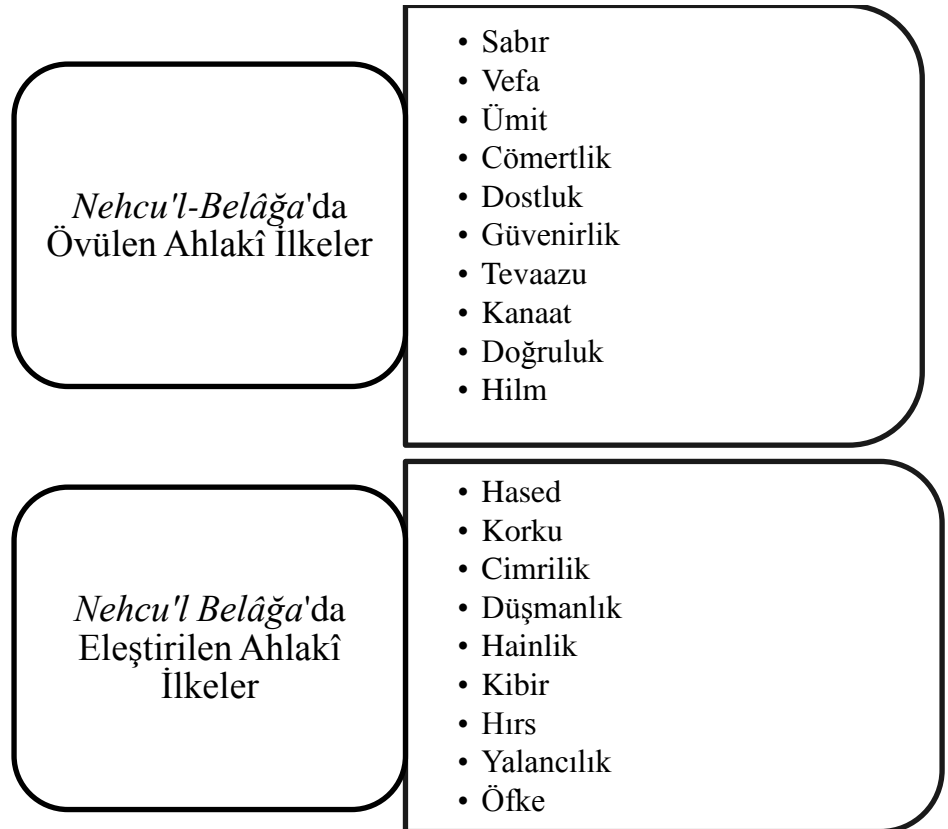 Nehcu'l-Belâğa'da
Övülen Ahlakî İlkeler
• Sabır
• Vefa
• Ümit
• Cömertlik
• Dostluk
• Güvenirlik
• Tevaazu
• Kanaat
• Doğruluk
• Hilm
Nehcu'l Belâğa'da
Eleştirilen Ahlakî
İlkeler
• Hased
• Korku
• Cimrilik
• Düşmanlık
• Hainlik
• Kibir
• Hırs
• Yalancılık
• Öfke